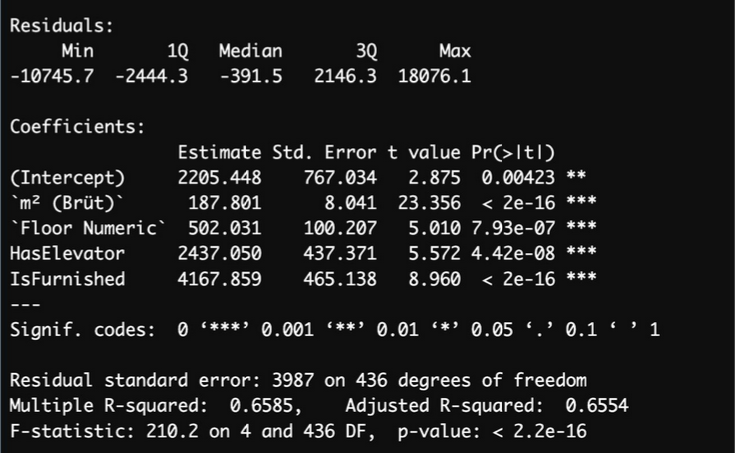 Residuals:
     Min       1Q   Median       3Q      Max
-10745.7  -2444.3   -391.5   2146.3  18076.1
Coefficients:
                Estimate Std. Error t value Pr(>|t|)
(Intercept)     2205.448    767.034   2.875  0.00423 **
`m² (Brüt)`      187.801      8.041  23.356  < 2e-16 ***
`Floor Numeric`  502.031    100.207   5.010 7.93e-07 ***
HasElevator     2437.050    437.371   5.572 4.42e-08 ***
IsFurnished     4167.859    465.138   8.960  < 2e-16 ***
---
Signif. codes:  0 ‘***’ 0.001 ‘**’ 0.01 ‘*’ 0.05 ‘.’ 0.1 ‘ ’ 1
Residual standard error: 3987 on 436 degrees of freedom
Multiple R-squared:  0.6585,    Adjusted R-squared:  0.6554
F-statistic: 210.2 on 4 and 436 DF,  p-value: < 2.2e-16